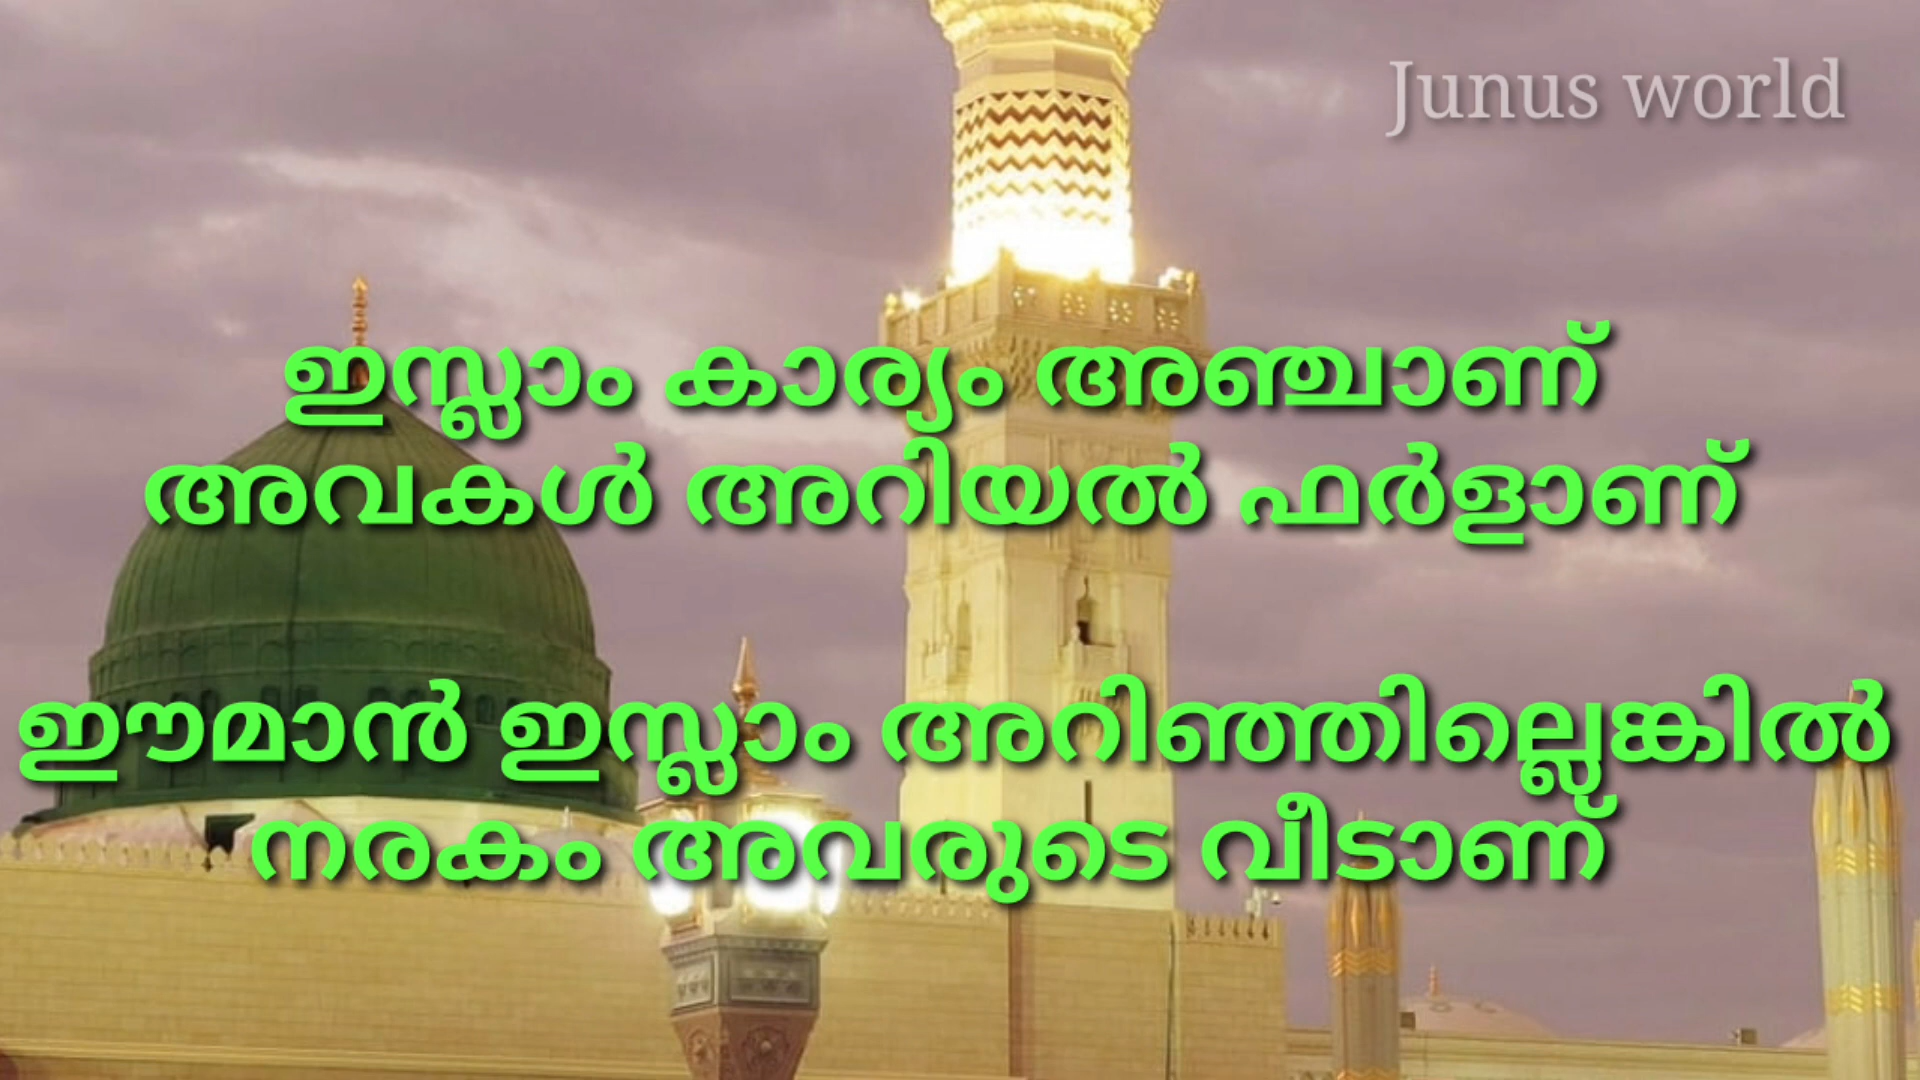 Junus world
ഇസ്ലാം കാര്യം അഞ്ചാണ്
അവകൾ അറിയൽ ഫർളാണ്
ഈമാൻ ഇസ്ലാം അറിഞ്ഞില്ലെങ്കിൽ
നരകം അവരുടെ വീടാണ്